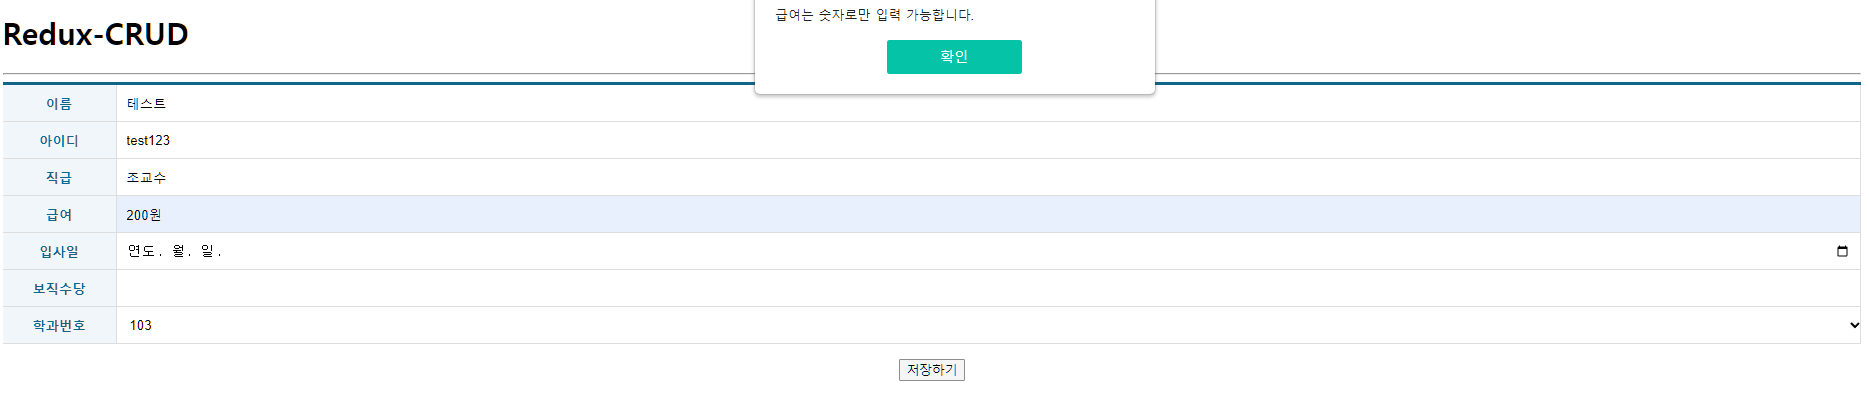 급여는 숫자로만 입력 가능합니다.
확인
Redux-CRUD
이름 테스트
아이디 test123
직급 조교수
급여 200원
입사일 연도. 월. 일.
보직수당
학과번호 103
저장하기